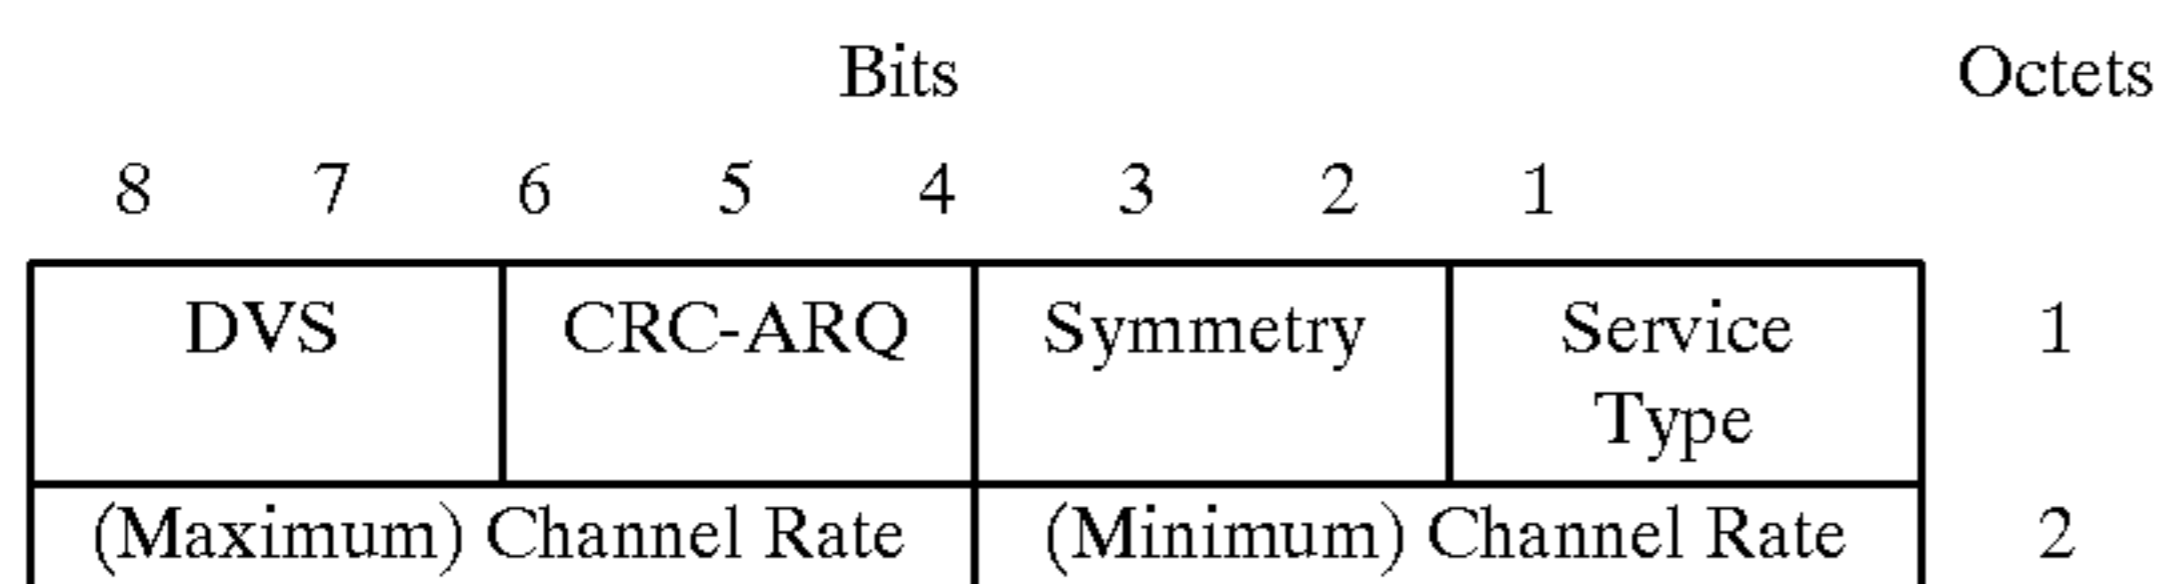 Bits Octets
8 7 6 5 4 3 2 1
DVS CRC-ARQ Symmetry Service 1
Type
(Maximum) Channel Rate (Minimum) Channel Rate 2